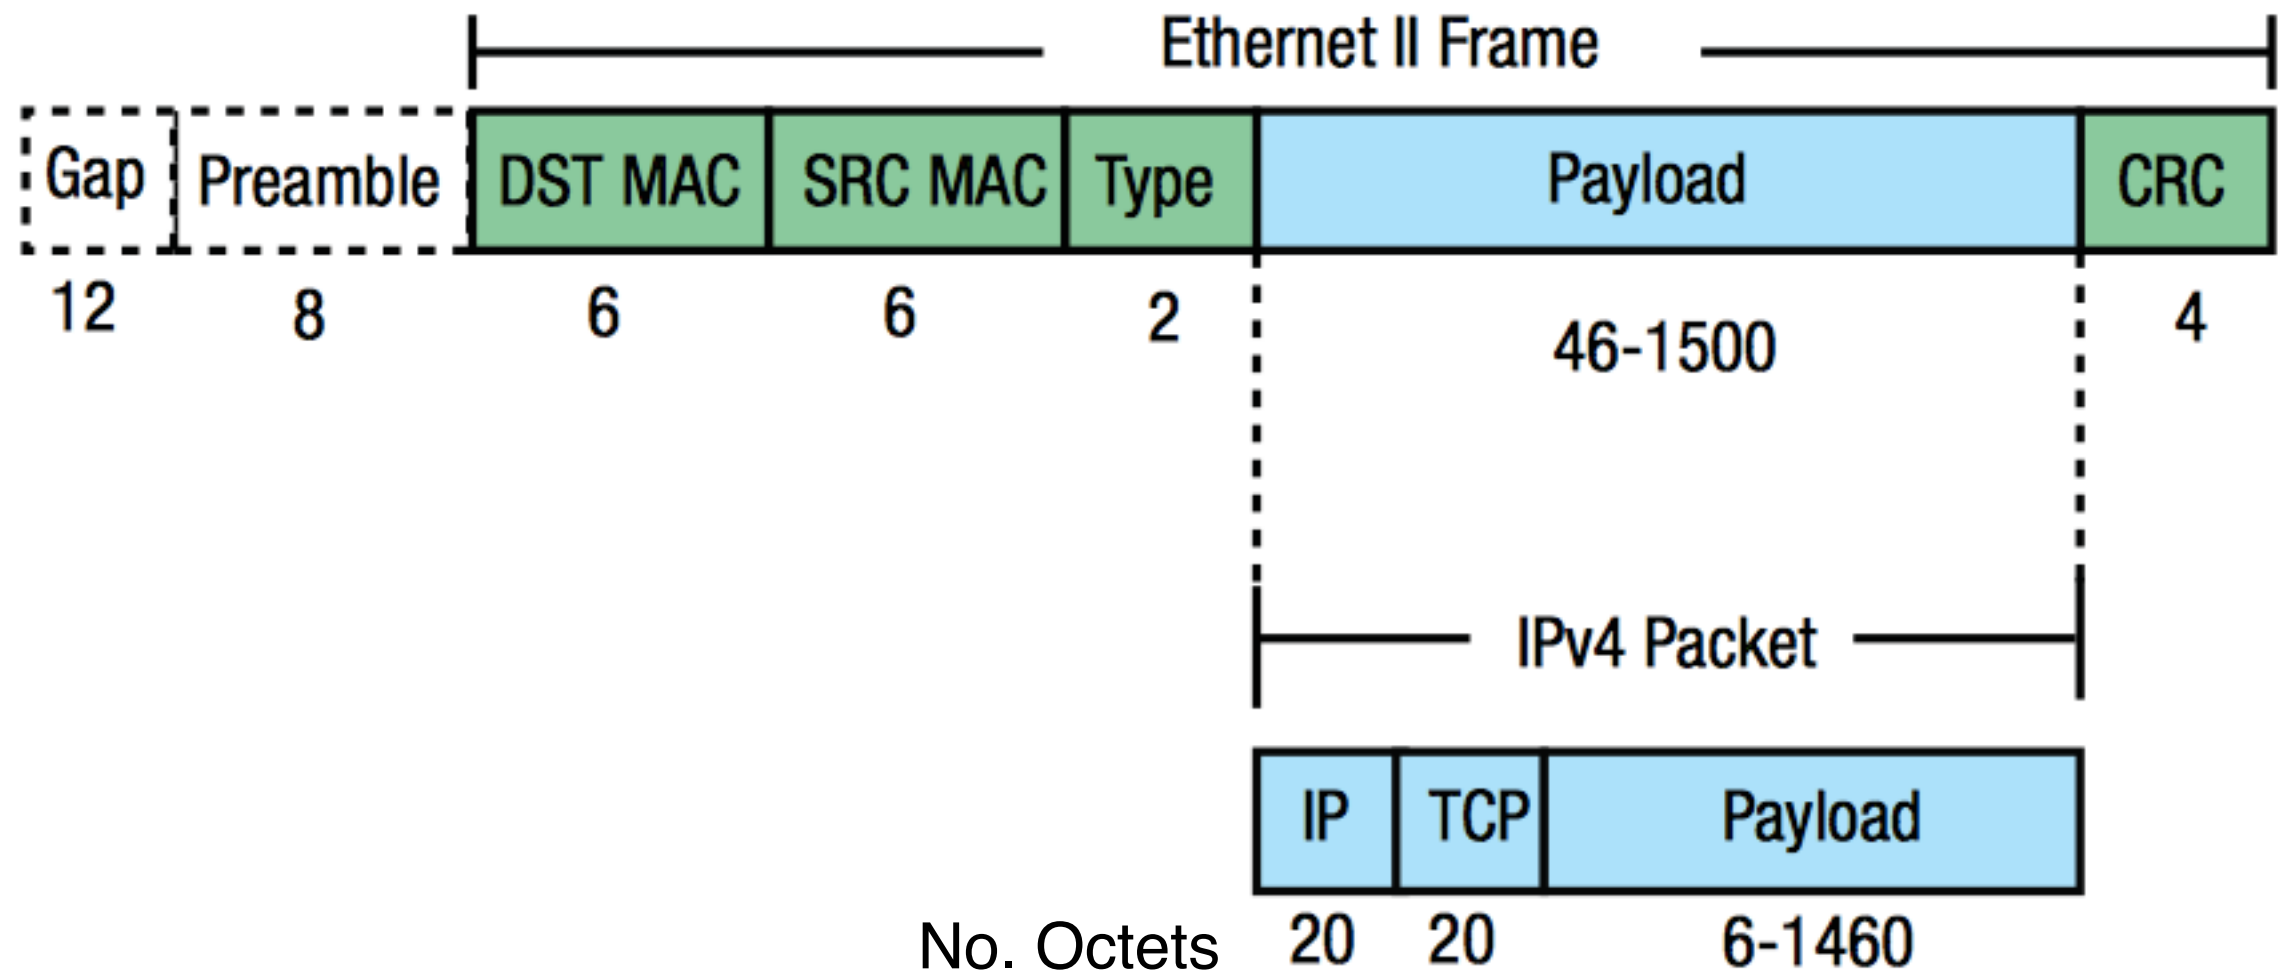 Ethernet II Frame
Gap Preamble DST MAC SRC MAC Type Payload CRC
12 8 6 6 2 46-1500 4
IPv4 Packet
IP TCP Payload
No. Octets 20 20 6-1460